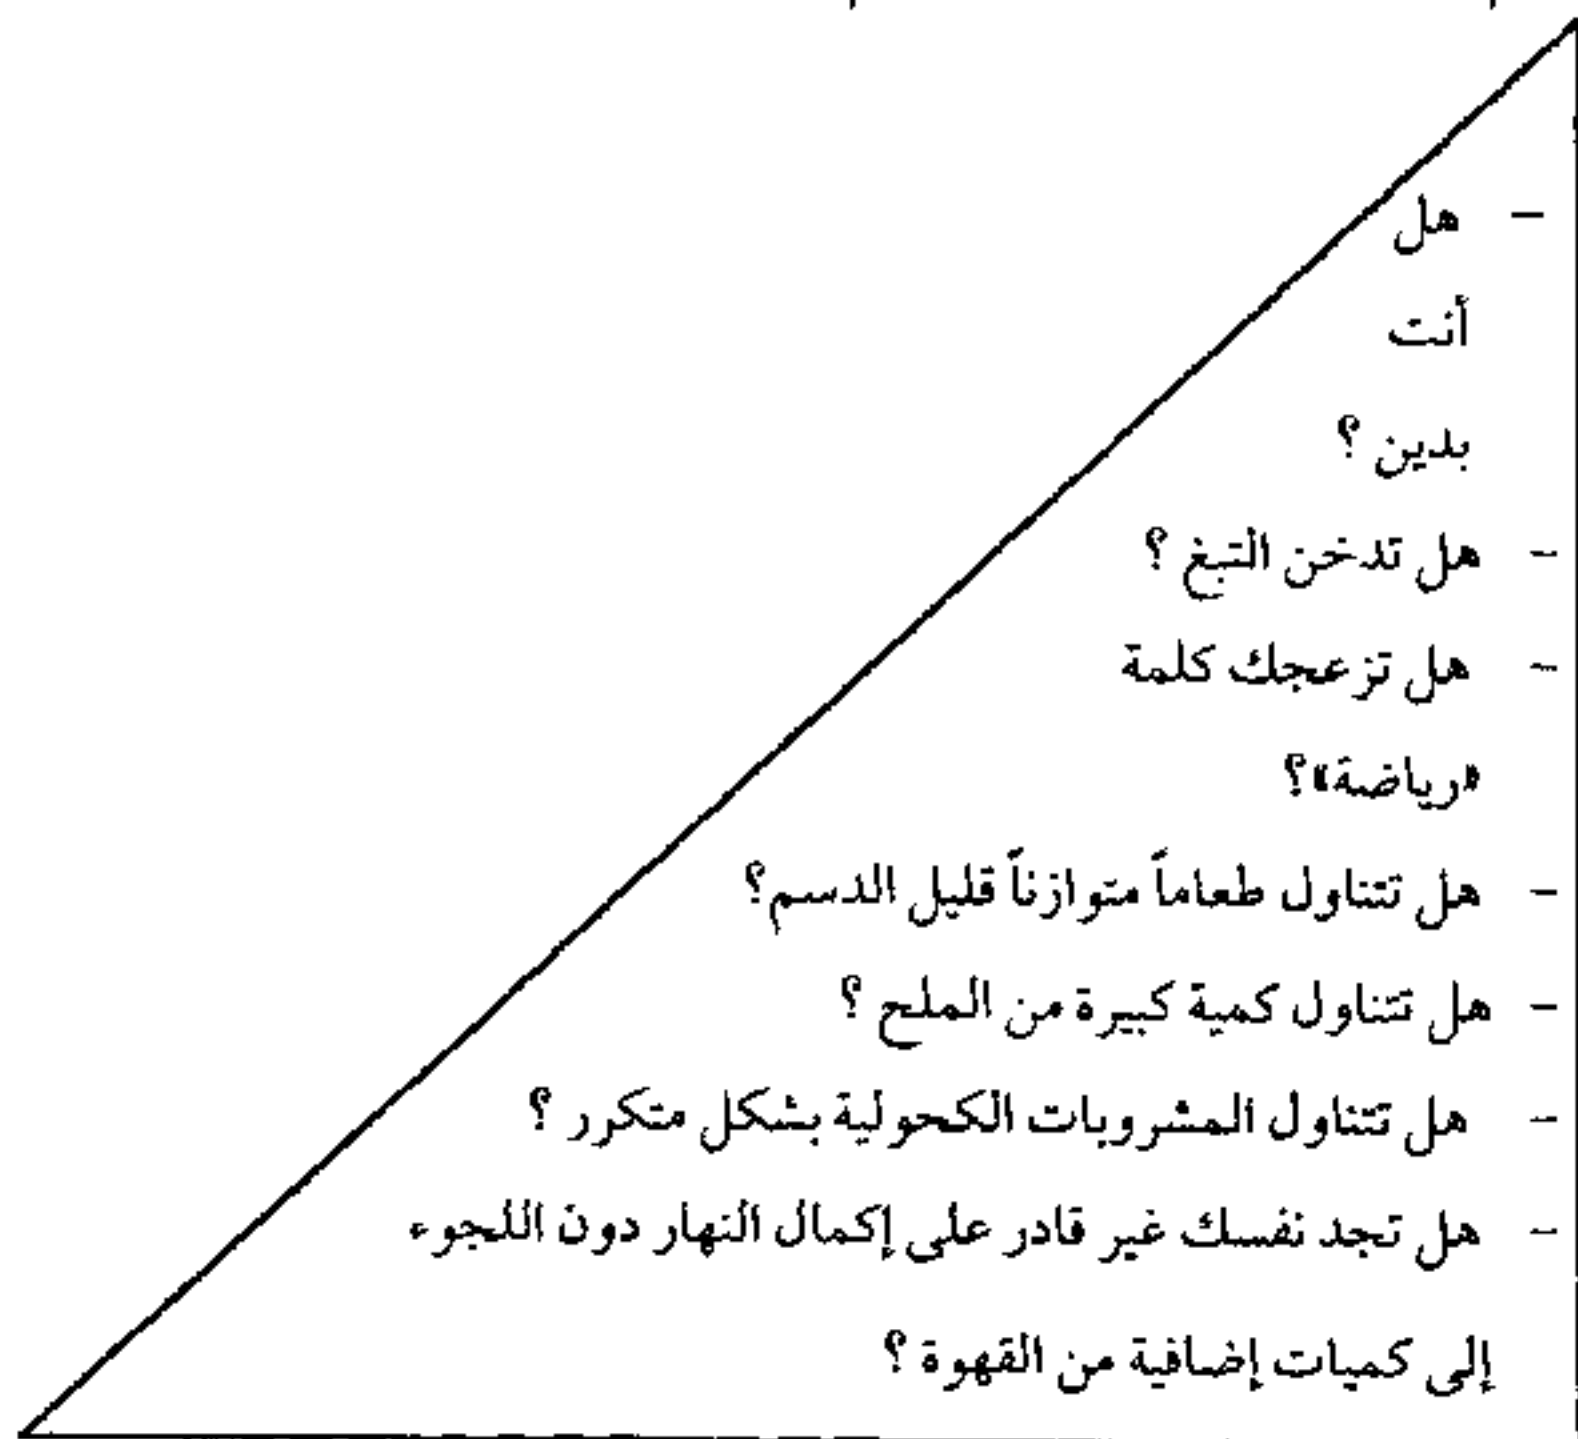 - هل
أنت
بدين ؟
- هل تدخن التبغ ؟
- هل تزعجك كلمة
«رياضة»؟
- هل تتناول طعاماً متوازناً قليل الدسم؟
- هل تتناول كمية كبيرة من الملح ؟
- هل تتناول المشروبات الكحولية بشكل متكرر ؟
- هل تجد نفسك غير قادر على إكمال النهار دون اللجوء
إلى كميات إضافية من القهوة ؟